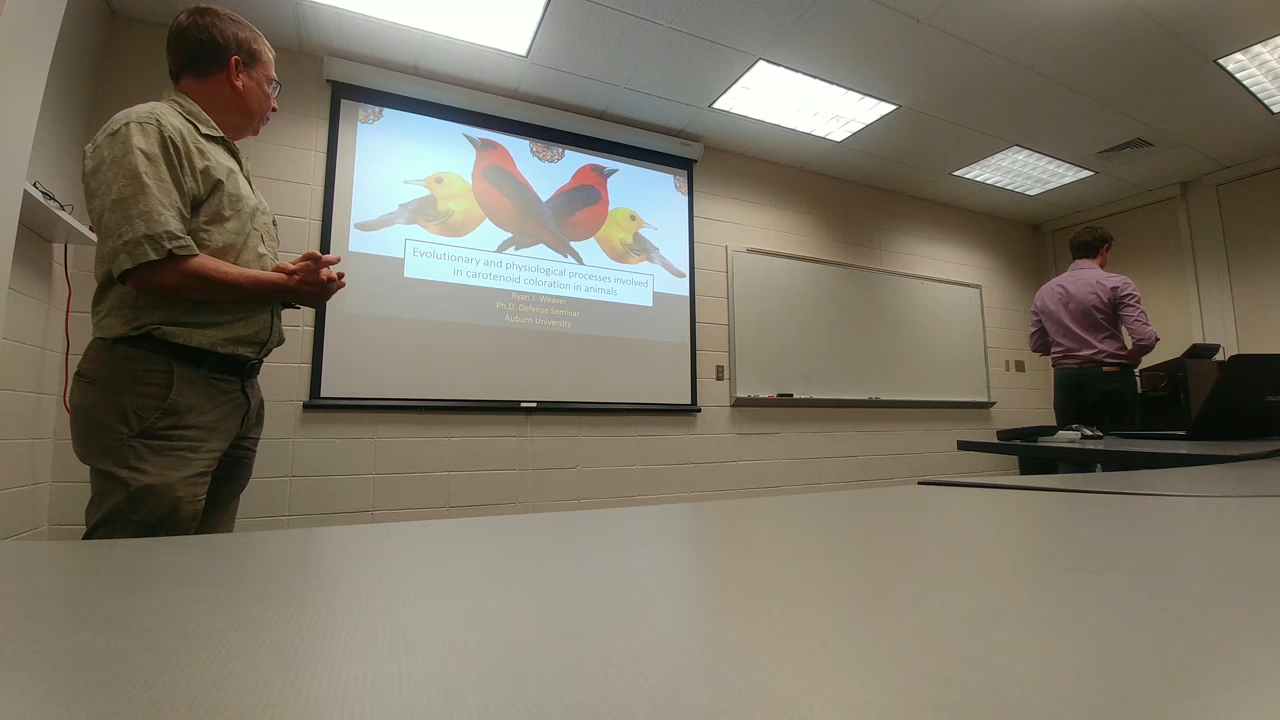 Evolutionary and physiological processes involved
in carotenoid coloration in animals
Ryan J. Weaver
Ph.D. Defense Seminar
Auburn University